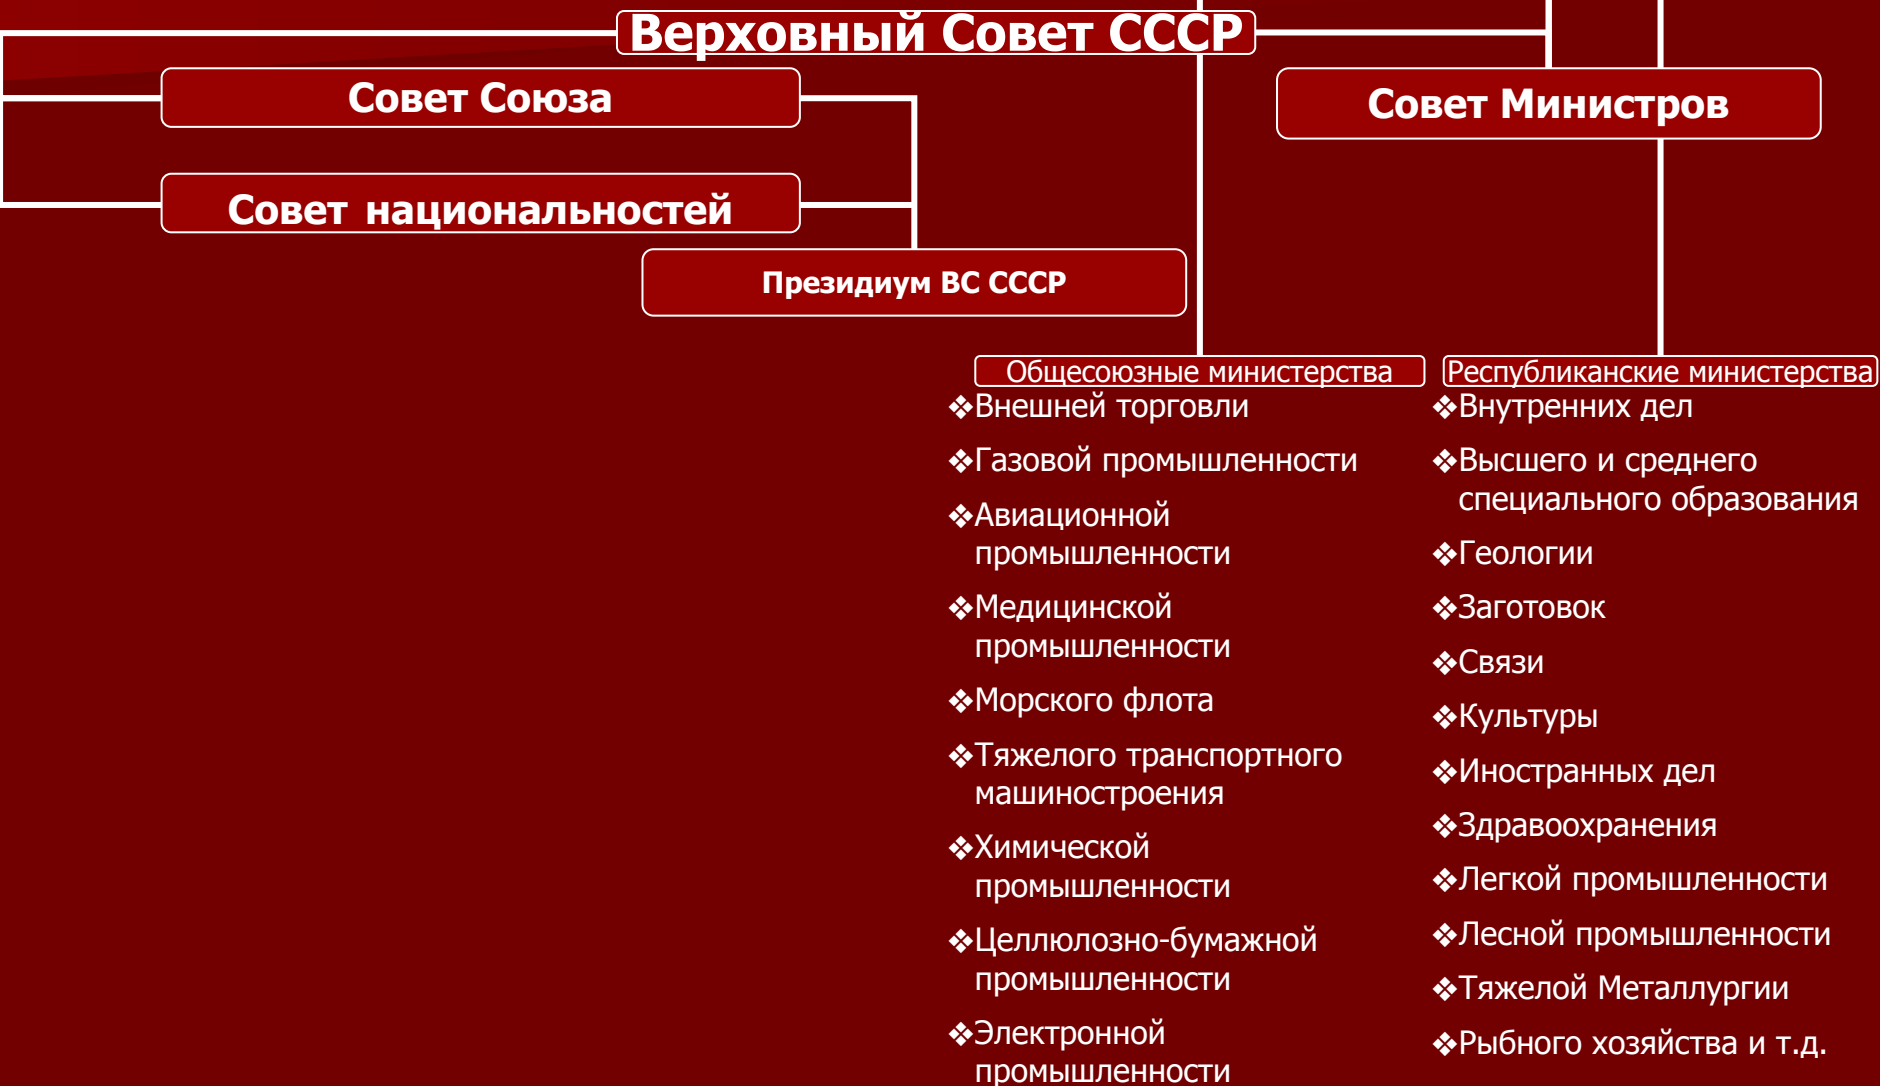 Верховный Совет СССР
Совет Союза
Совет Министров
Совет национальностей
Президиум ВС СССР
Общесоюзные министерства
❖Внешней торговли
❖Газовой промышленности
❖Авиационной
промышленности
❖Медицинской
промышленности
❖Морского флота
❖Тяжелого транспортного
машиностроения
❖Химической
промышленности
❖Целлюлозно-бумажной
промышленности
❖Электронной
промышленности
Республиканские министерства
❖Внутренних дел
❖Высшего и среднего
специального образования
❖Геологии
❖Заготовок
❖Связи
❖Культуры
❖Иностранных дел
❖Здравоохранения
❖Легкой промышленности
❖Лесной промышленности
❖Тяжелой Металлургии
❖Рыбного хозяйства и т.д.